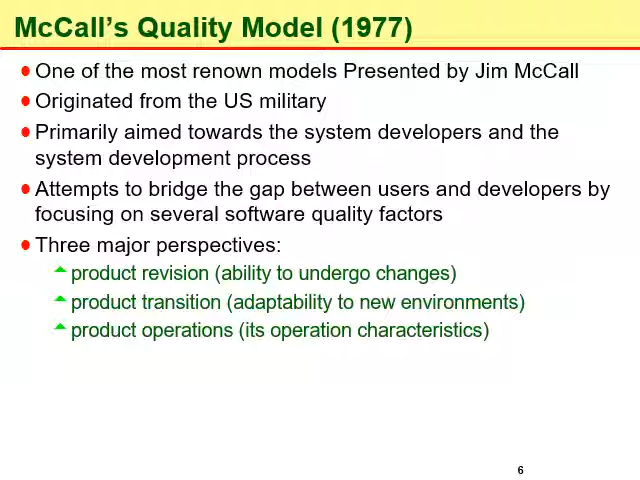 McCall's Quality Model (1977)
One of the most renown models Presented by Jim McCall
Originated from the US military
Primarily aimed towards the system developers and the
system development process
Attempts to bridge the gap between users and developers by
focusing on several software quality factors
Three major perspectives:
product revision (ability to undergo changes)
product transition (adaptability to new environments)
product operations (its operation characteristics)
6